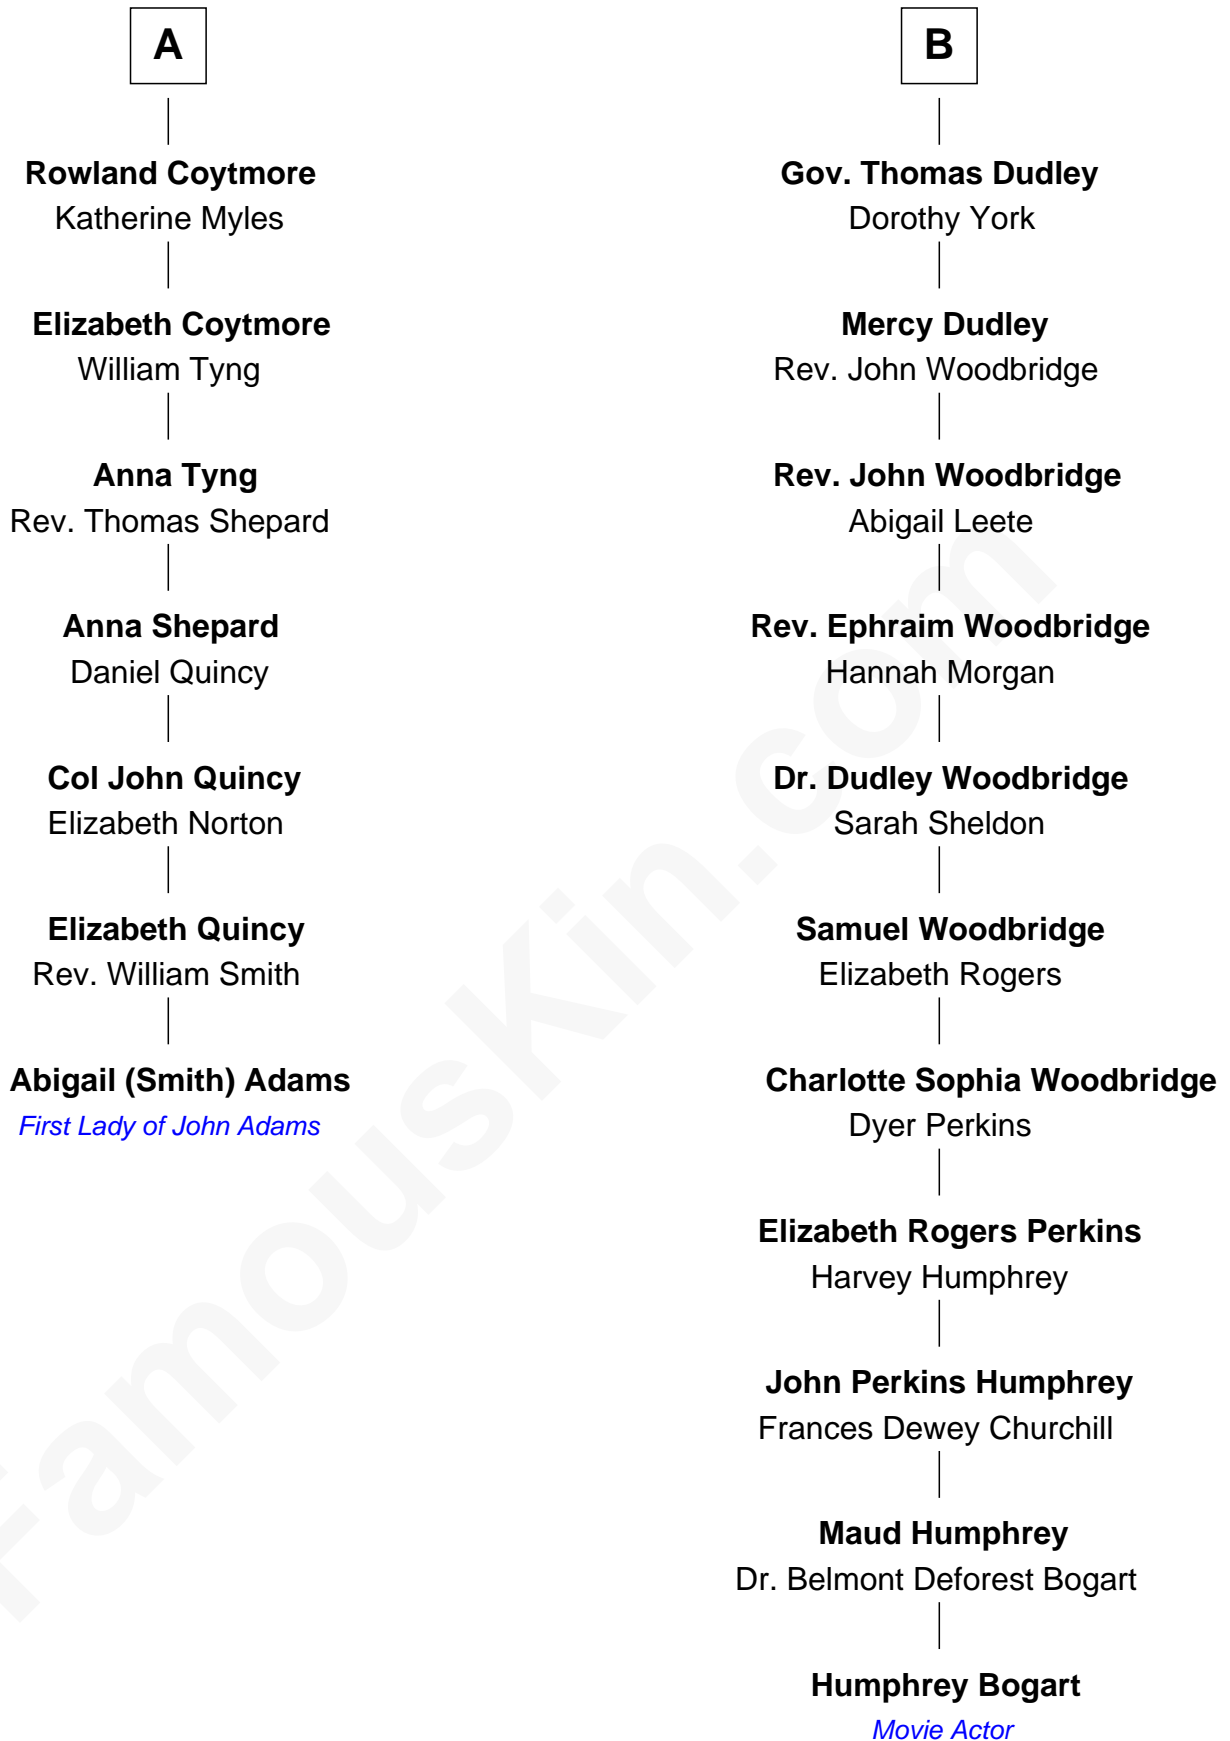 A
Rowland Coytmore
Katherine Myles
Elizabeth Coytmore
William Tyng
Anna Tyng
Rev. Thomas Shepard
Anna Shepard
Daniel Quincy
Col John Quincy
Elizabeth Norton
Elizabeth Quincy
Rev. William Smith
Abigail (Smith) Adams
First Lady of John Adams
B
Gov. Thomas Dudley
Dorothy York
Mercy Dudley
Rev. John Woodbridge
Rev. John Woodbridge
Abigail Leete
Rev. Ephraim Woodbridge
Hannah Morgan
Dr. Dudley Woodbridge
Sarah Sheldon
Samuel Woodbridge
Elizabeth Rogers
Charlotte Sophia Woodbridge
Dyer Perkins
Elizabeth Rogers Perkins
Harvey Humphrey
John Perkins Humphrey
Frances Dewey Churchill
Maud Humphrey
Dr. Belmont Deforest Bogart
Humphrey Bogart
Movie Actor
FamousKin.com